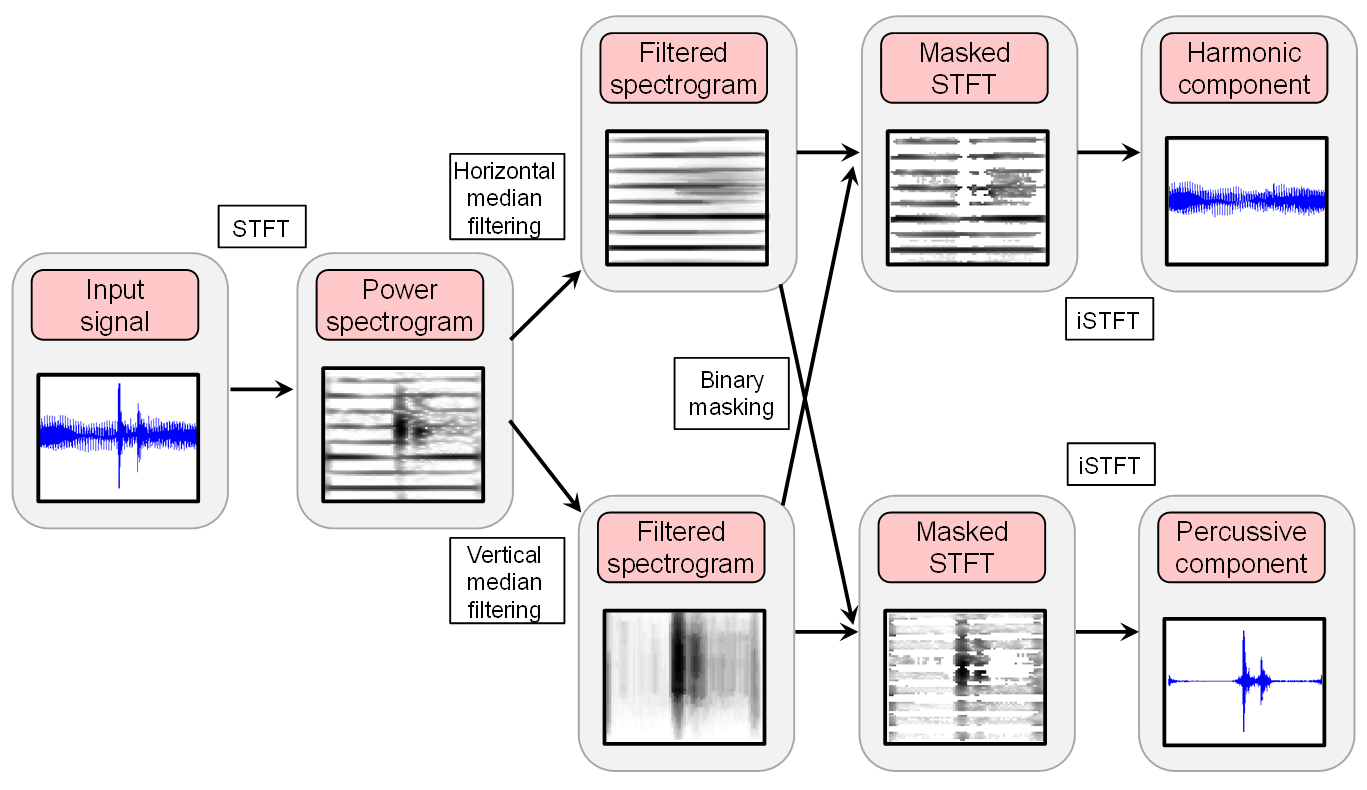 Input
signal
STFT
Power
spectrogram
Horizontal
median
filtering
Vertical
median
filtering
Filtered
spectrogram
Filtered
spectrogram
Binary
masking
Masked
STFT
Masked
STFT
iSTFT
iSTFT
Harmonic
component
Percussive
component